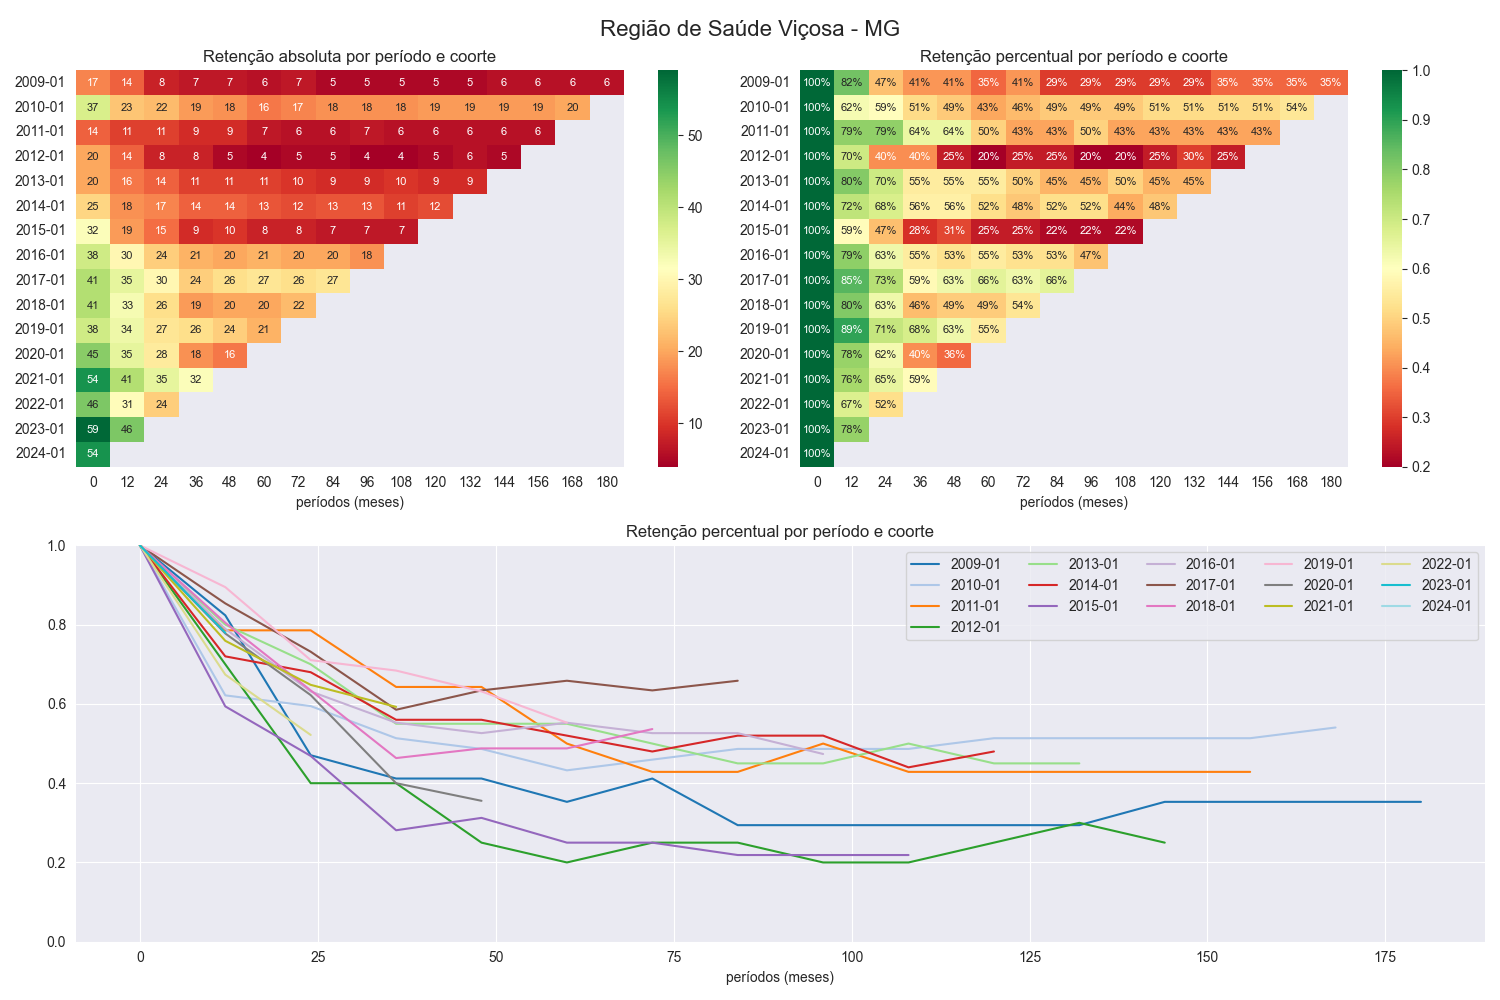 Região de Saúde Viçosa - MG
Retenção absoluta por período e coorte
2009-01 17 14 8 7 7 6 7 5 5 5 5 5 6 6 6 6
2010-01 37 23 22 19 18 16 17 18 18 18 19 19 19 19 20
2011-01 14 11 11 9 9 7 6 6 7 6 6 6 6 6
2012-01 20 14 8 8 5 4 5 5 4 4 5 6 5
2013-01 20 16 14 11 11 11 10 9 9 10 9 9
2014-01 25 18 17 14 14 13 12 13 13 11 12
2015-01 32 19 15 9 10 8 8 7 7 7
2016-01 38 30 24 21 20 21 20 20 18
2017-01 41 35 30 24 26 27 26 27
2018-01 41 33 26 19 20 20 22
2019-01 38 34 27 26 24 21
2020-01 45 35 28 18 16
2021-01 54 41 35 32
2022-01 46 31 24
2023-01 59 46
2024-01 54
0 12 24 36 48 60 72 84 96 108 120 132 144 156 168 180
períodos (meses)
50
40
30
20
10
Retenção percentual por período e coorte
2009-01 100% 82% 47% 41% 41% 35% 41% 29% 29% 29% 29% 29% 35% 35% 35% 35%
2010-01 100% 62% 59% 51% 49% 43% 46% 49% 49% 49% 51% 51% 51% 51% 54%
2011-01 100% 79% 79% 64% 64% 50% 43% 43% 50% 43% 43% 43% 43% 43%
2012-01 100% 70% 40% 40% 25% 20% 25% 25% 20% 20% 25% 30% 25%
2013-01 100% 80% 70% 55% 55% 55% 50% 45% 45% 50% 45% 45%
2014-01 100% 72% 68% 56% 56% 52% 48% 52% 52% 44% 48%
2015-01 100% 59% 47% 28% 31% 25% 25% 22% 22% 22%
2016-01 100% 79% 63% 55% 53% 55% 53% 53% 47%
2017-01 100% 85% 73% 59% 63% 66% 63% 66%
2018-01 100% 80% 63% 46% 49% 49% 54%
2019-01 100% 89% 71% 68% 63% 55%
2020-01 100% 78% 62% 40% 36%
2021-01 100% 76% 65% 59%
2022-01 100% 67% 52%
2023-01 100% 78%
2024-01 100%
0 12 24 36 48 60 72 84 96 108 120 132 144 156 168 180
períodos (meses)
1.0
0.9
0.8
0.7
0.6
0.5
0.4
0.3
0.2
Retenção percentual por período e coorte
1.0
0.8
0.6
0.4
0.2
0.0
2009-01 2013-01 2016-01 2019-01 2022-01
2010-01 2014-01 2017-01 2020-01 2023-01
2011-01 2015-01 2018-01 2021-01 2024-01
2012-01
0 25 50 75 100 125 150 175
períodos (meses)